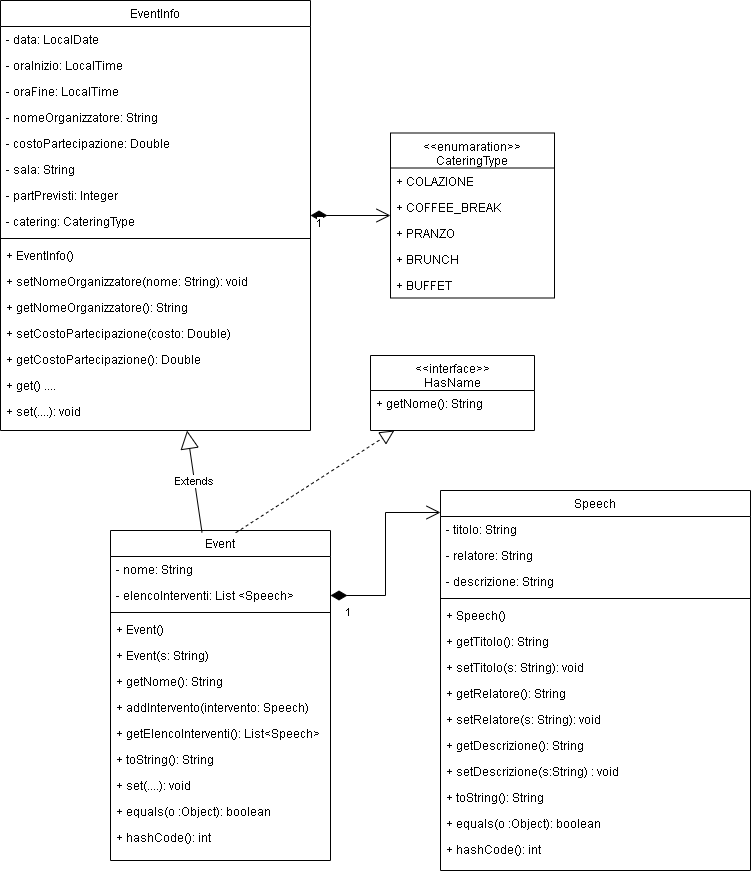 EventInfo
- data: LocalDate
- oraInizio: LocalTime
- oraFine: LocalTime
- nomeOrganizzatore: String
- costoPartecipazione: Double
- sala: String
- partPrevisti: Integer
- catering: CateringType
+ EventInfo()
+ setNomeOrganizzatore(nome: String): void
+ getNomeOrganizzatore(): String
+ setCostoPartecipazione(costo: Double)
+ getCostoPartecipazione(): Double
+ get() ....
+ set(....): void
1
<<enumaration>>
CateringType
+ COLAZIONE
+ COFFEE_BREAK
+ PRANZO
+ BRUNCH
+ BUFFET
<<interface>>
HasName
+ getNome(): String
Extends
Event
- nome: String
- elencoInterventi: List <Speech>
+ Event()
+ Event(s: String)
+ getNome(): String
+ addIntervento(intervento: Speech)
+ getElencoInterventi(): List<Speech>
+ toString(): String
+ set(....): void
+ equals(o :Object): boolean
+ hashCode(): int
1
Speech
- titolo: String
- relatore: String
- descrizione: String
+ Speech()
+ getTitolo(): String
+ setTitolo(s: String): void
+ getRelatore(): String
+ setRelatore(s: String): void
+ getDescrizione(): String
+ setDescrizione(s:String) : void
+ toString(): String
+ equals(o :Object): boolean
+ hashCode(): int